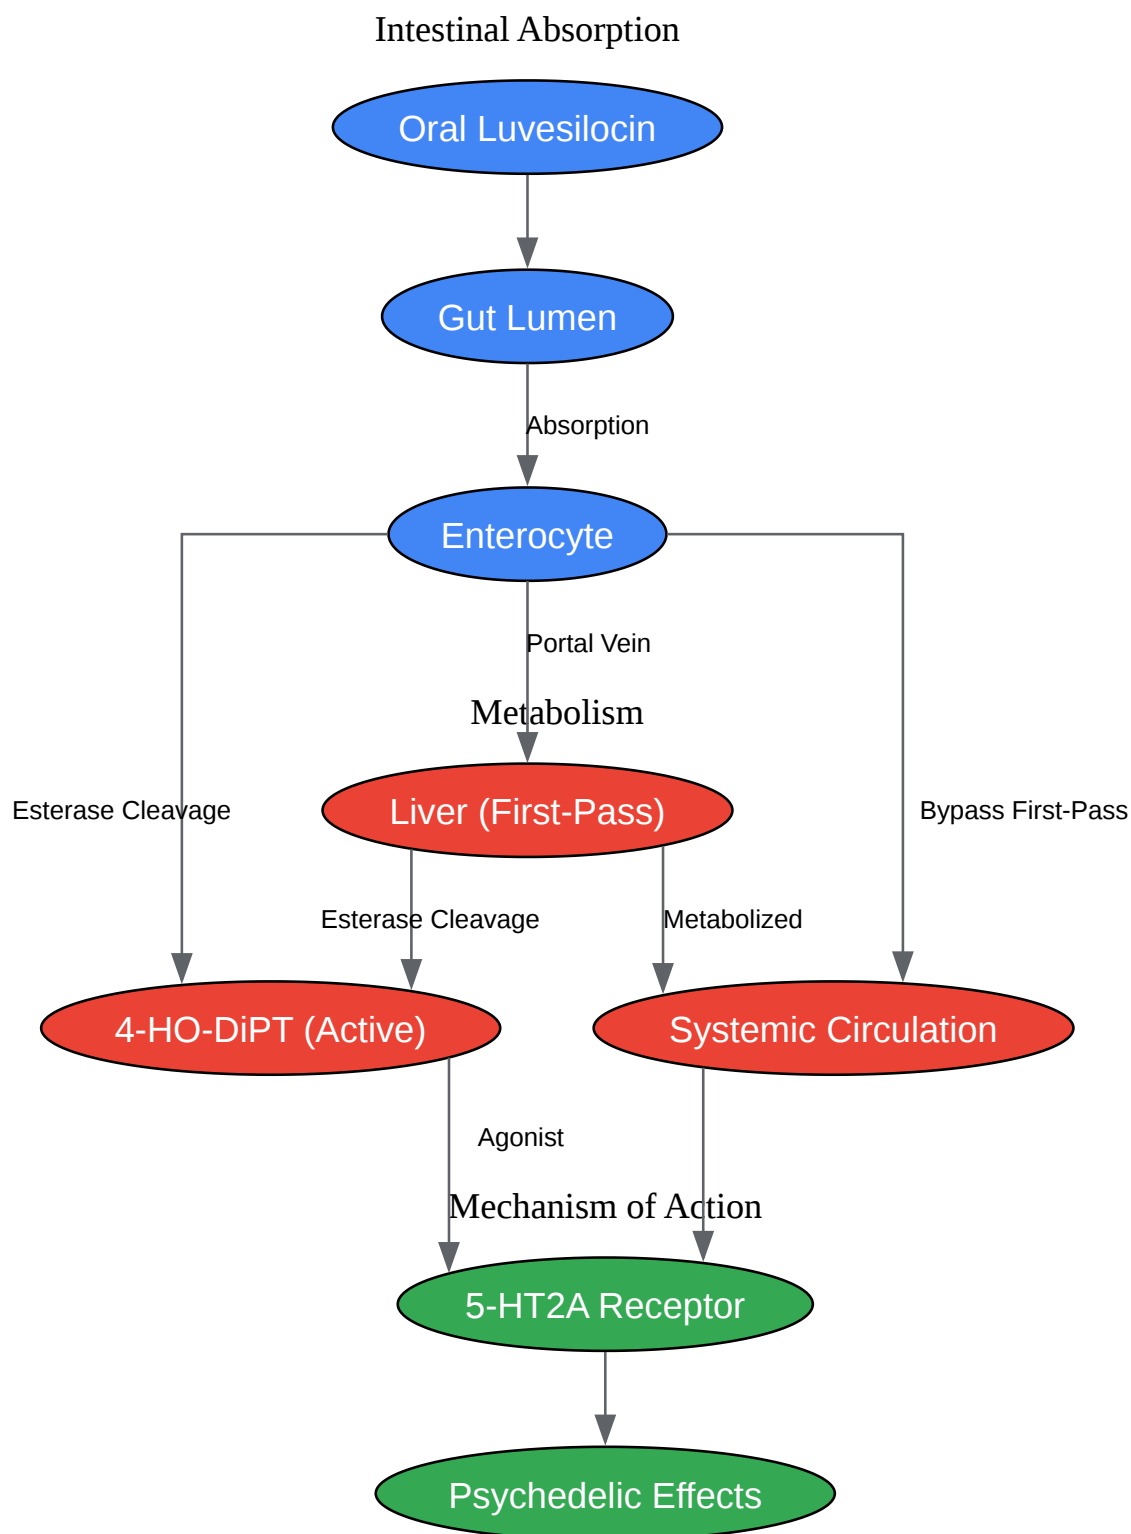 Intestinal Absorption
Oral Luvesilocin
Gut Lumen
Absorption
Enterocyte
Portal Vein
Metabolism
Esterase Cleavage
Liver (First-Pass)
Bypass First-Pass
Esterase Cleavage
Metabolized
4-HO-DiPT (Active)
Systemic Circulation
Agonist
Mechanism of Action
5-HT2A Receptor
Psychedelic Effects